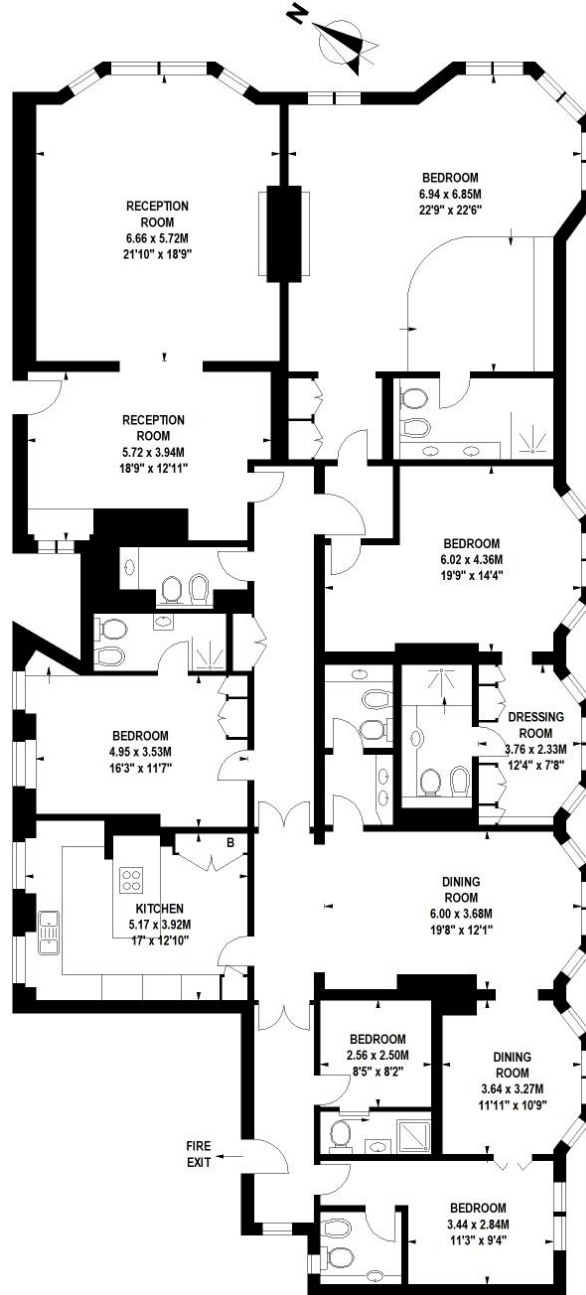 N
RECEPTION
ROOM
6.66 x 5.72M
21'10" x 18'9"
BEDROOM
6.94 x 6.85M
22'9" x 22'6"
RECEPTION
ROOM
5.72 x 3.94M
18'9" x 12'11"
BEDROOM
6.02 x 4.36M
19'9" x 14'4"
BEDROOM
4.95 x 3.53M
16'3" x 11'7"
DRESSING
ROOM
3.76 x 2.33M
12'4" x 7'8"
B
KITCHEN
5.17 x 3.92M
17' x 12'10"
DINING
ROOM
6.00 x 3.68M
19'8" x 12'1"
BEDROOM
2.56 x 2.50M
8'5" x 8'2"
DINING
ROOM
3.64 x 3.27M
11'11" x 10'9"
FIRE
EXIT
BEDROOM
3.44 x 2.84M
11'3" x 9'4"